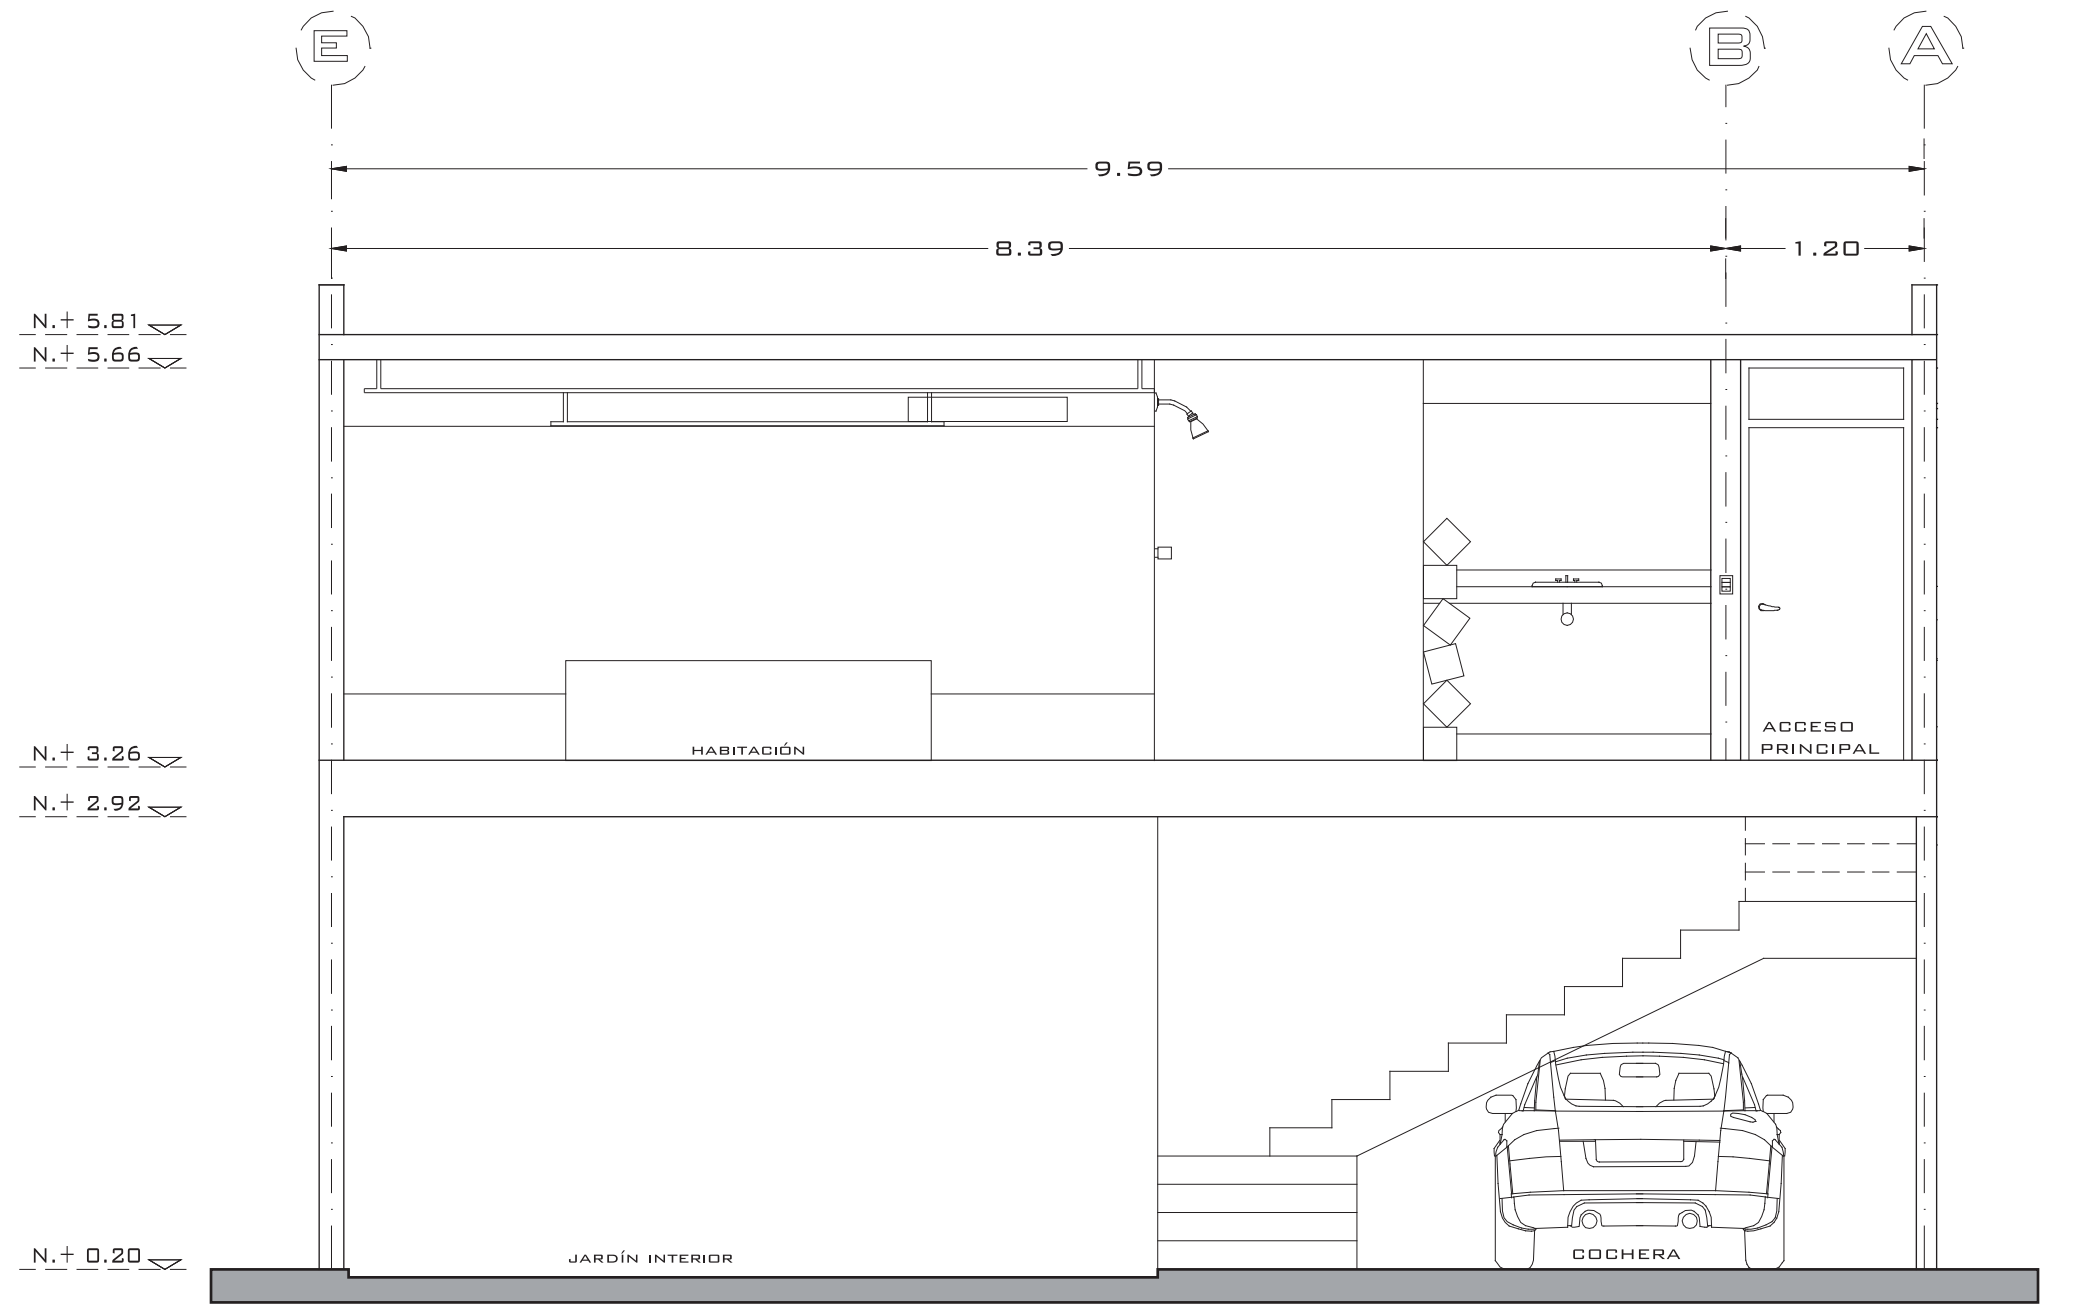 E
B
A
9.59
8.39
1.20
N.+ 5.81
N.+ 5.66
N.+ 3.26
N.+ 2.92
N.+ 0.20
HABITACIÓN
ACCESO
PRINCIPAL
JARDÍN INTERIOR
COCHERA